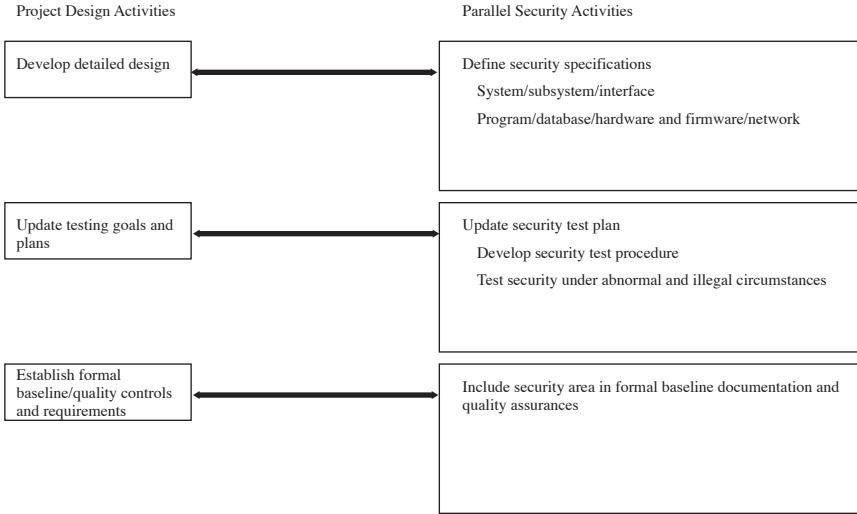 Project Design Activities
Parallel Security Activities
Develop detailed design
Define security specifications
System/subsystem/interface
Program/database/hardware and firmware/network
Update testing goals and
plans
Update security test plan
Develop security test procedure
Test security under abnormal and illegal circumstances
Establish formal
baseline/quality controls
and requirements
Include security area in formal baseline documentation and
quality assurances